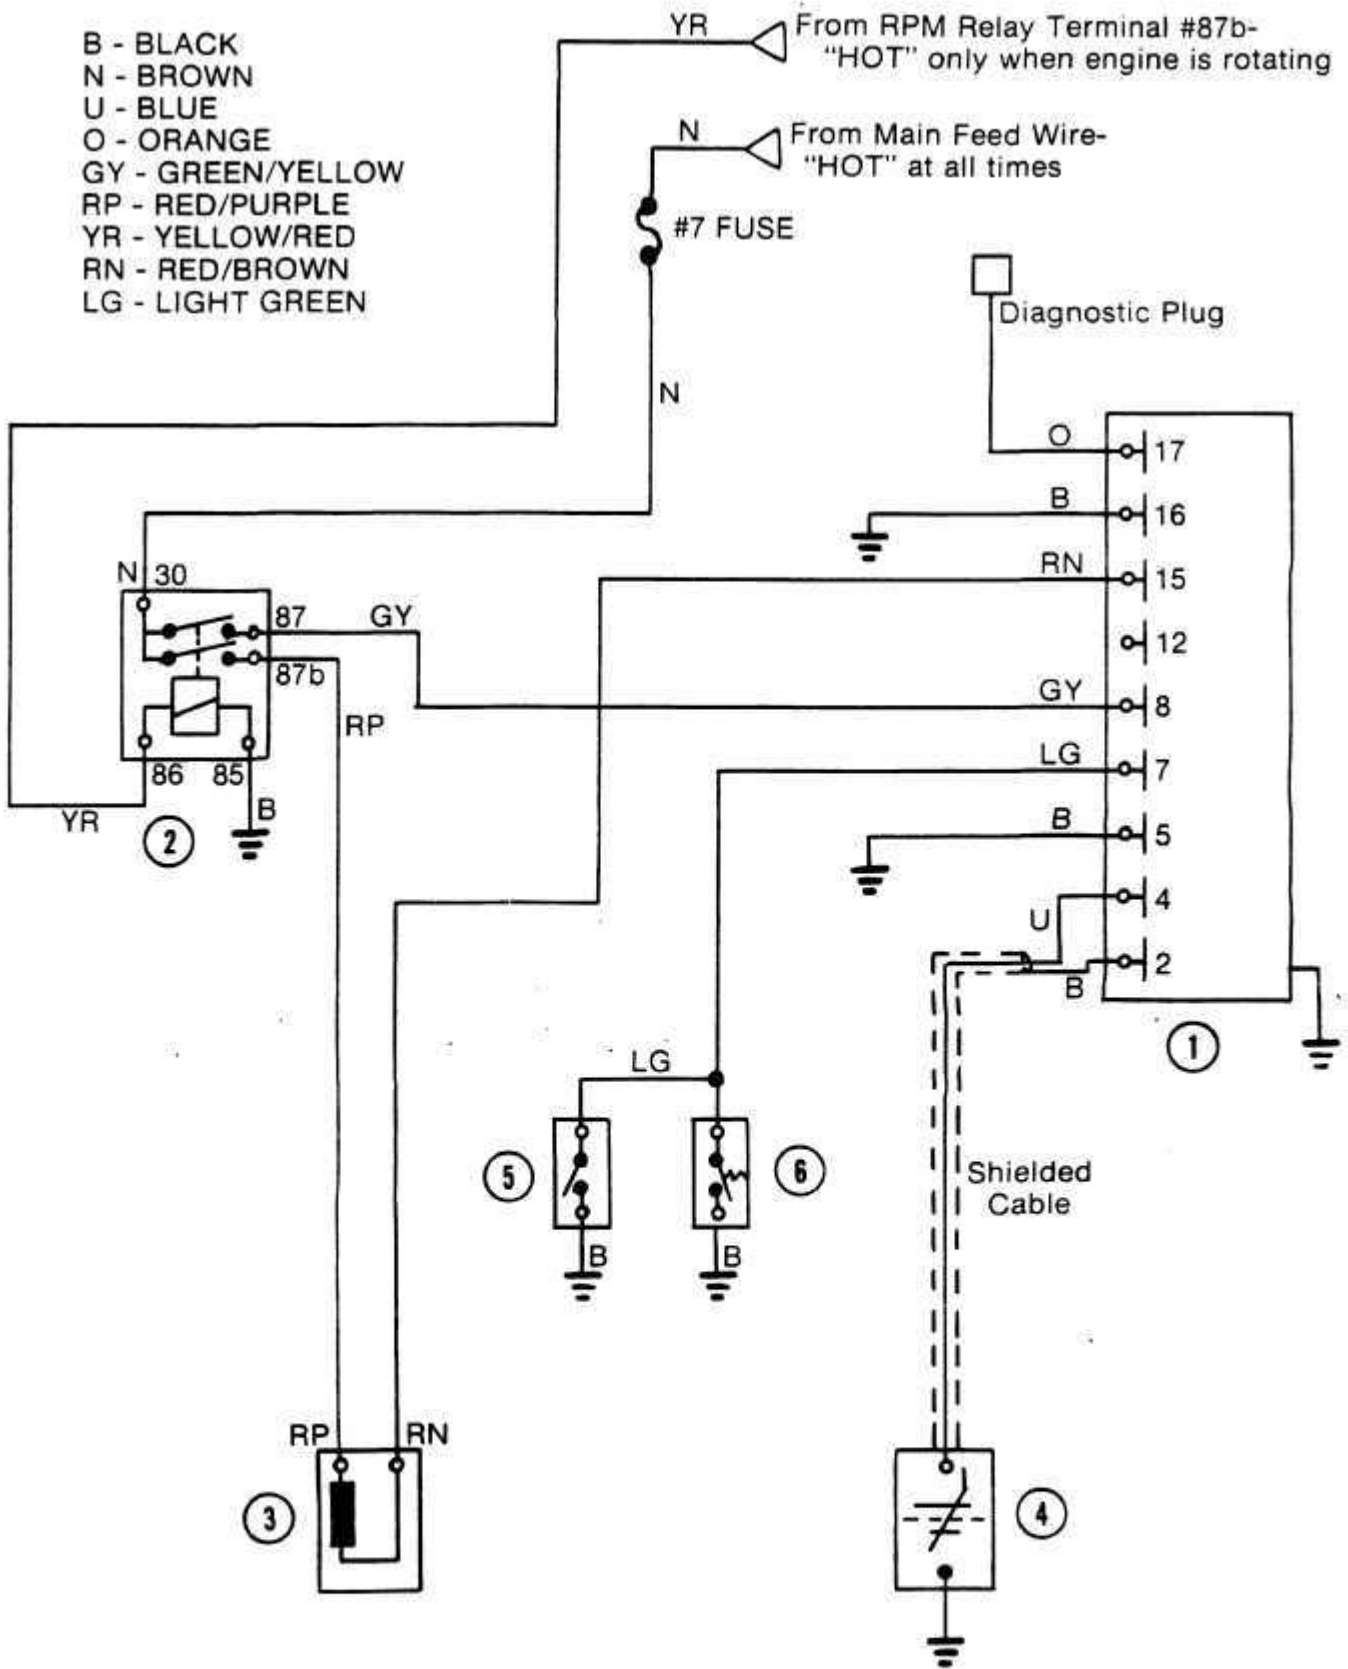 YR
From RPM Relay Terminal #87b-
"HOT" only when engine is rotating
B - BLACK
N - BROWN
U - BLUE
O - ORANGE
GY - GREEN/YELLOW
RP - RED/PURPLE
YR - YELLOW/RED
RN - RED/BROWN
LG - LIGHT GREEN
N
From Main Feed Wire-
"HOT" at all times
#7 FUSE
Diagnostic Plug
N
O
17
B
16
RN
15
12
GY
8
LG
7
B
5
U
4
B
2
1
N 30
87
GY
87b
RP
86
85
B
YR
2
LG
5
6
B
B
Shielded
Cable
RP
RN
3
4